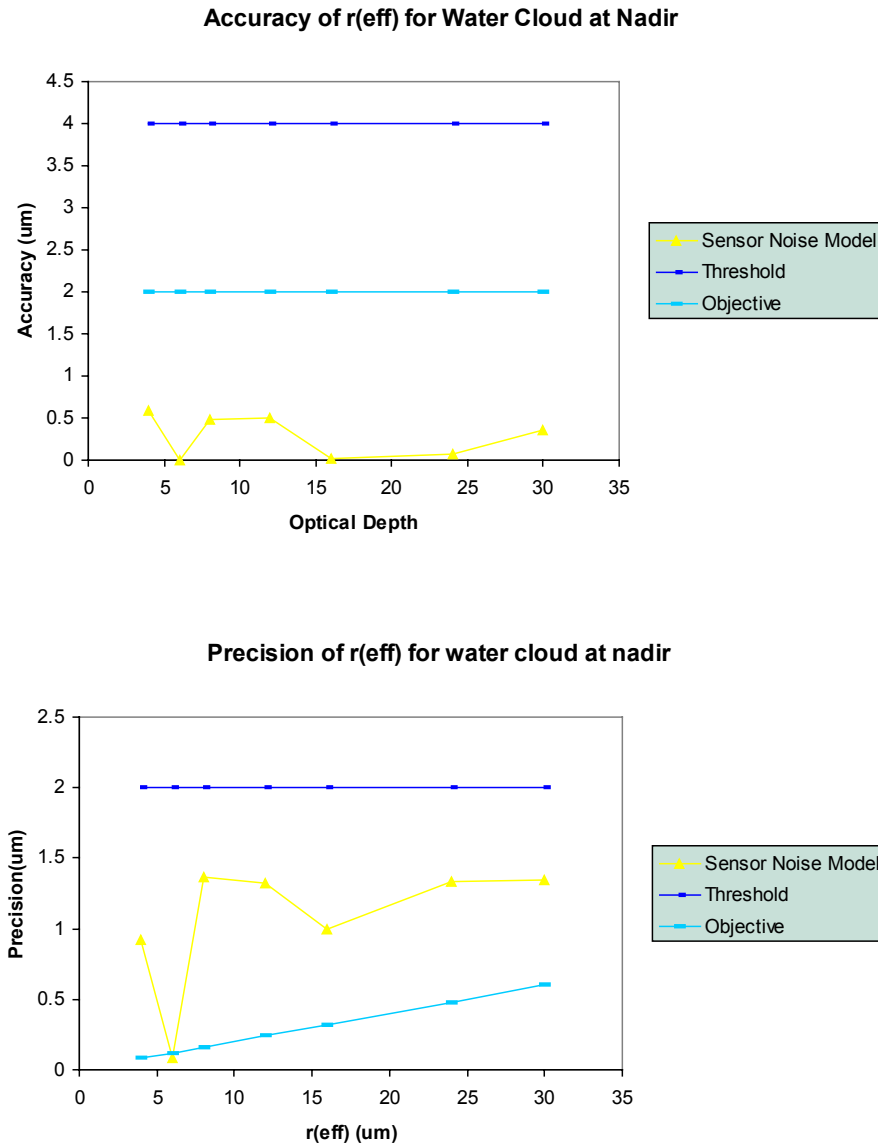 Accuracy of r(eff) for Water Cloud at Nadir
4.5
4
3.5
3
2.5
2
1.5
1
0.5
0
Accuracy (um)
0 5 10 15 20 25 30 35
Optical Depth
Sensor Noise Model
Threshold
Objective
Precision of r(eff) for water cloud at nadir
2.5
2
1.5
1
0.5
0
Precision(um)
0 5 10 15 20 25 30 35
r(eff) (um)
Sensor Noise Model
Threshold
Objective